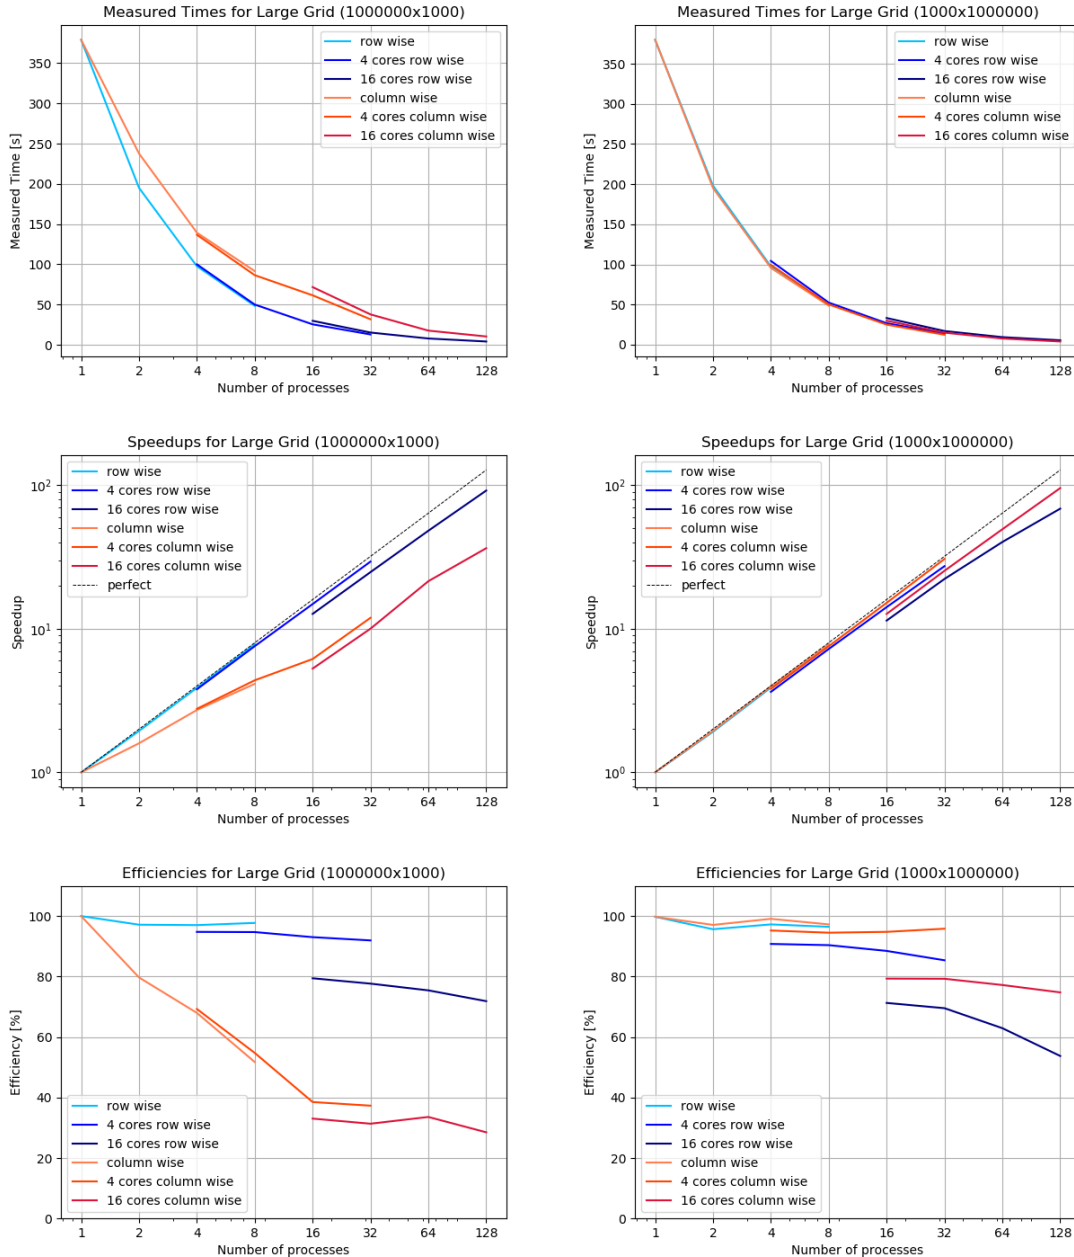 Measured Times for Large Grid (1000000x1000)
Measured Time [s]
350
300
250
200
150
100
50
0
row wise
4 cores row wise
16 cores row wise
column wise
4 cores column wise
16 cores column wise
1 2 4 8 16 32 64 128
Number of processes
Measured Times for Large Grid (1000x1000000)
Measured Time [s]
350
300
250
200
150
100
50
0
row wise
4 cores row wise
16 cores row wise
column wise
4 cores column wise
16 cores column wise
1 2 4 8 16 32 64 128
Number of processes
Speedups for Large Grid (1000000x1000)
Speedup
10²
10¹
10⁰
row wise
4 cores row wise
16 cores row wise
column wise
4 cores column wise
16 cores column wise
perfect
1 2 4 8 16 32 64 128
Number of processes
Speedups for Large Grid (1000x1000000)
Speedup
10²
10¹
10⁰
row wise
4 cores row wise
16 cores row wise
column wise
4 cores column wise
16 cores column wise
perfect
1 2 4 8 16 32 64 128
Number of processes
Efficiencies for Large Grid (1000000x1000)
Efficiency [%]
100
80
60
40
20
0
row wise
4 cores row wise
16 cores row wise
column wise
4 cores column wise
16 cores column wise
1 2 4 8 16 32 64 128
Number of processes
Efficiencies for Large Grid (1000x1000000)
Efficiency [%]
100
80
60
40
20
0
row wise
4 cores row wise
16 cores row wise
column wise
4 cores column wise
16 cores column wise
1 2 4 8 16 32 64 128
Number of processes